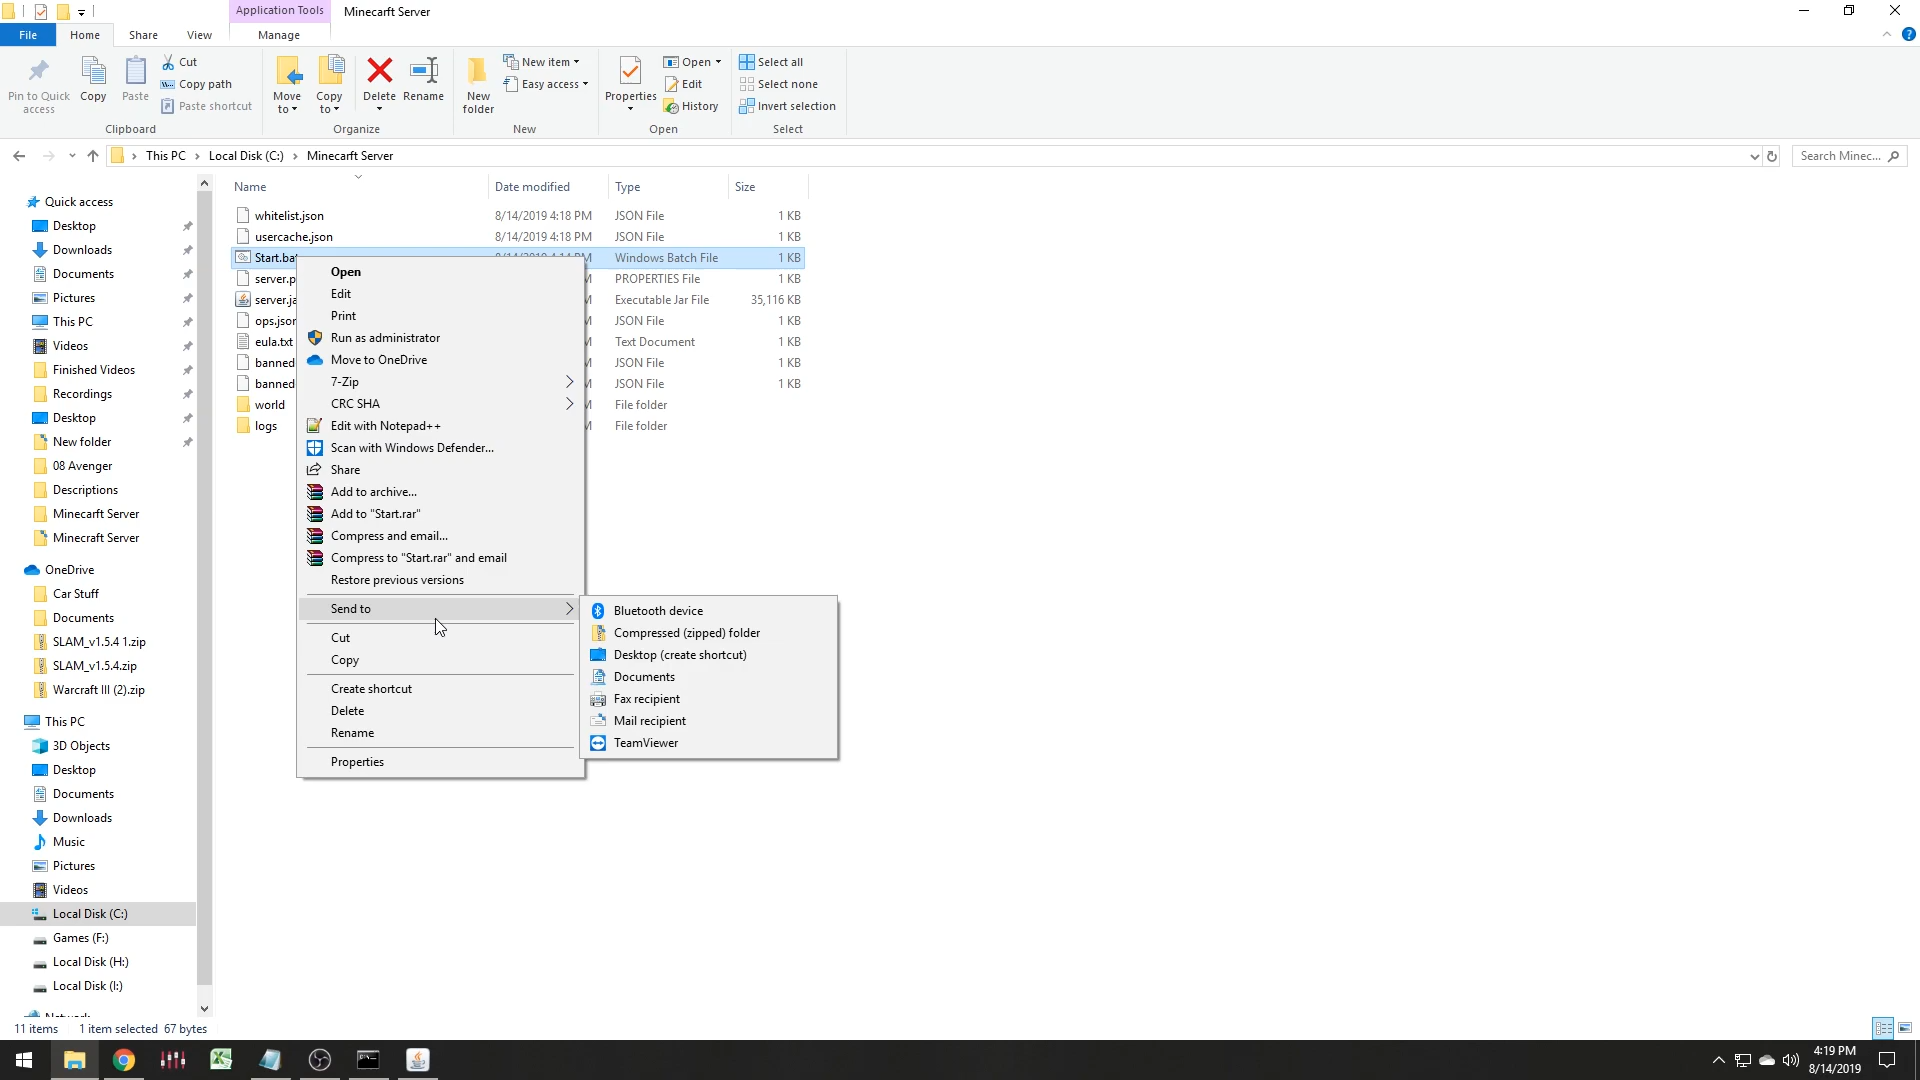 Application Tools
Minecarft Server
File
Home
Share
View
Manage
Pin to Quick access
Copy
Paste
Cut
Copy path
Paste shortcut
Clipboard
Move to
Copy to
Delete
Rename
Organize
New folder
New item
Easy access
New
Properties
Open
Edit
History
Open
Select all
Select none
Invert selection
Select
This PC › Local Disk (C:) › Minecarft Server
Search Minec...
Name
Date modified
Type
Size
whitelist.json 8/14/2019 4:18 PM JSON File 1 KB
usercache.json 8/14/2019 4:18 PM JSON File 1 KB
Start.bat Windows Batch File 1 KB
server.p PROPERTIES File 1 KB
server.ja Executable Jar File 35,116 KB
ops.json JSON File 1 KB
eula.txt Text Document 1 KB
banned JSON File 1 KB
banned JSON File 1 KB
world File folder
logs File folder
Open
Edit
Print
Run as administrator
Move to OneDrive
7-Zip
CRC SHA
Edit with Notepad++
Scan with Windows Defender...
Share
Add to archive...
Add to "Start.rar"
Compress and email...
Compress to "Start.rar" and email
Restore previous versions
Send to
Cut
Copy
Create shortcut
Delete
Rename
Properties
Bluetooth device
Compressed (zipped) folder
Desktop (create shortcut)
Documents
Fax recipient
Mail recipient
TeamViewer
Quick access
Desktop
Downloads
Documents
Pictures
This PC
Videos
Finished Videos
Recordings
Desktop
New folder
08 Avenger
Descriptions
Minecarft Server
Minecraft Server
OneDrive
Car Stuff
Documents
SLAM_v1.5.4 1.zip
SLAM_v1.5.4.zip
Warcraft III (2).zip
This PC
3D Objects
Desktop
Documents
Downloads
Music
Pictures
Videos
Local Disk (C:)
Games (F:)
Local Disk (H:)
Local Disk (I:)
11 items
1 item selected 67 bytes
4:19 PM
8/14/2019